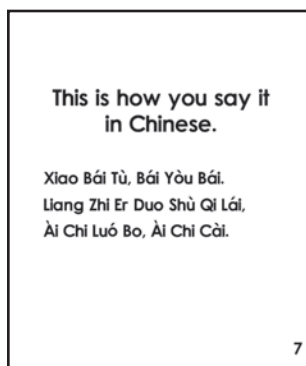 This is how you say it
in Chinese.
Xiao Bái Tù, Bái Yòu Bái.
Liang Zhi Er Duo Shù Qi Lái,
Ài Chi Luó Bo, Ài Chi Cài.
7